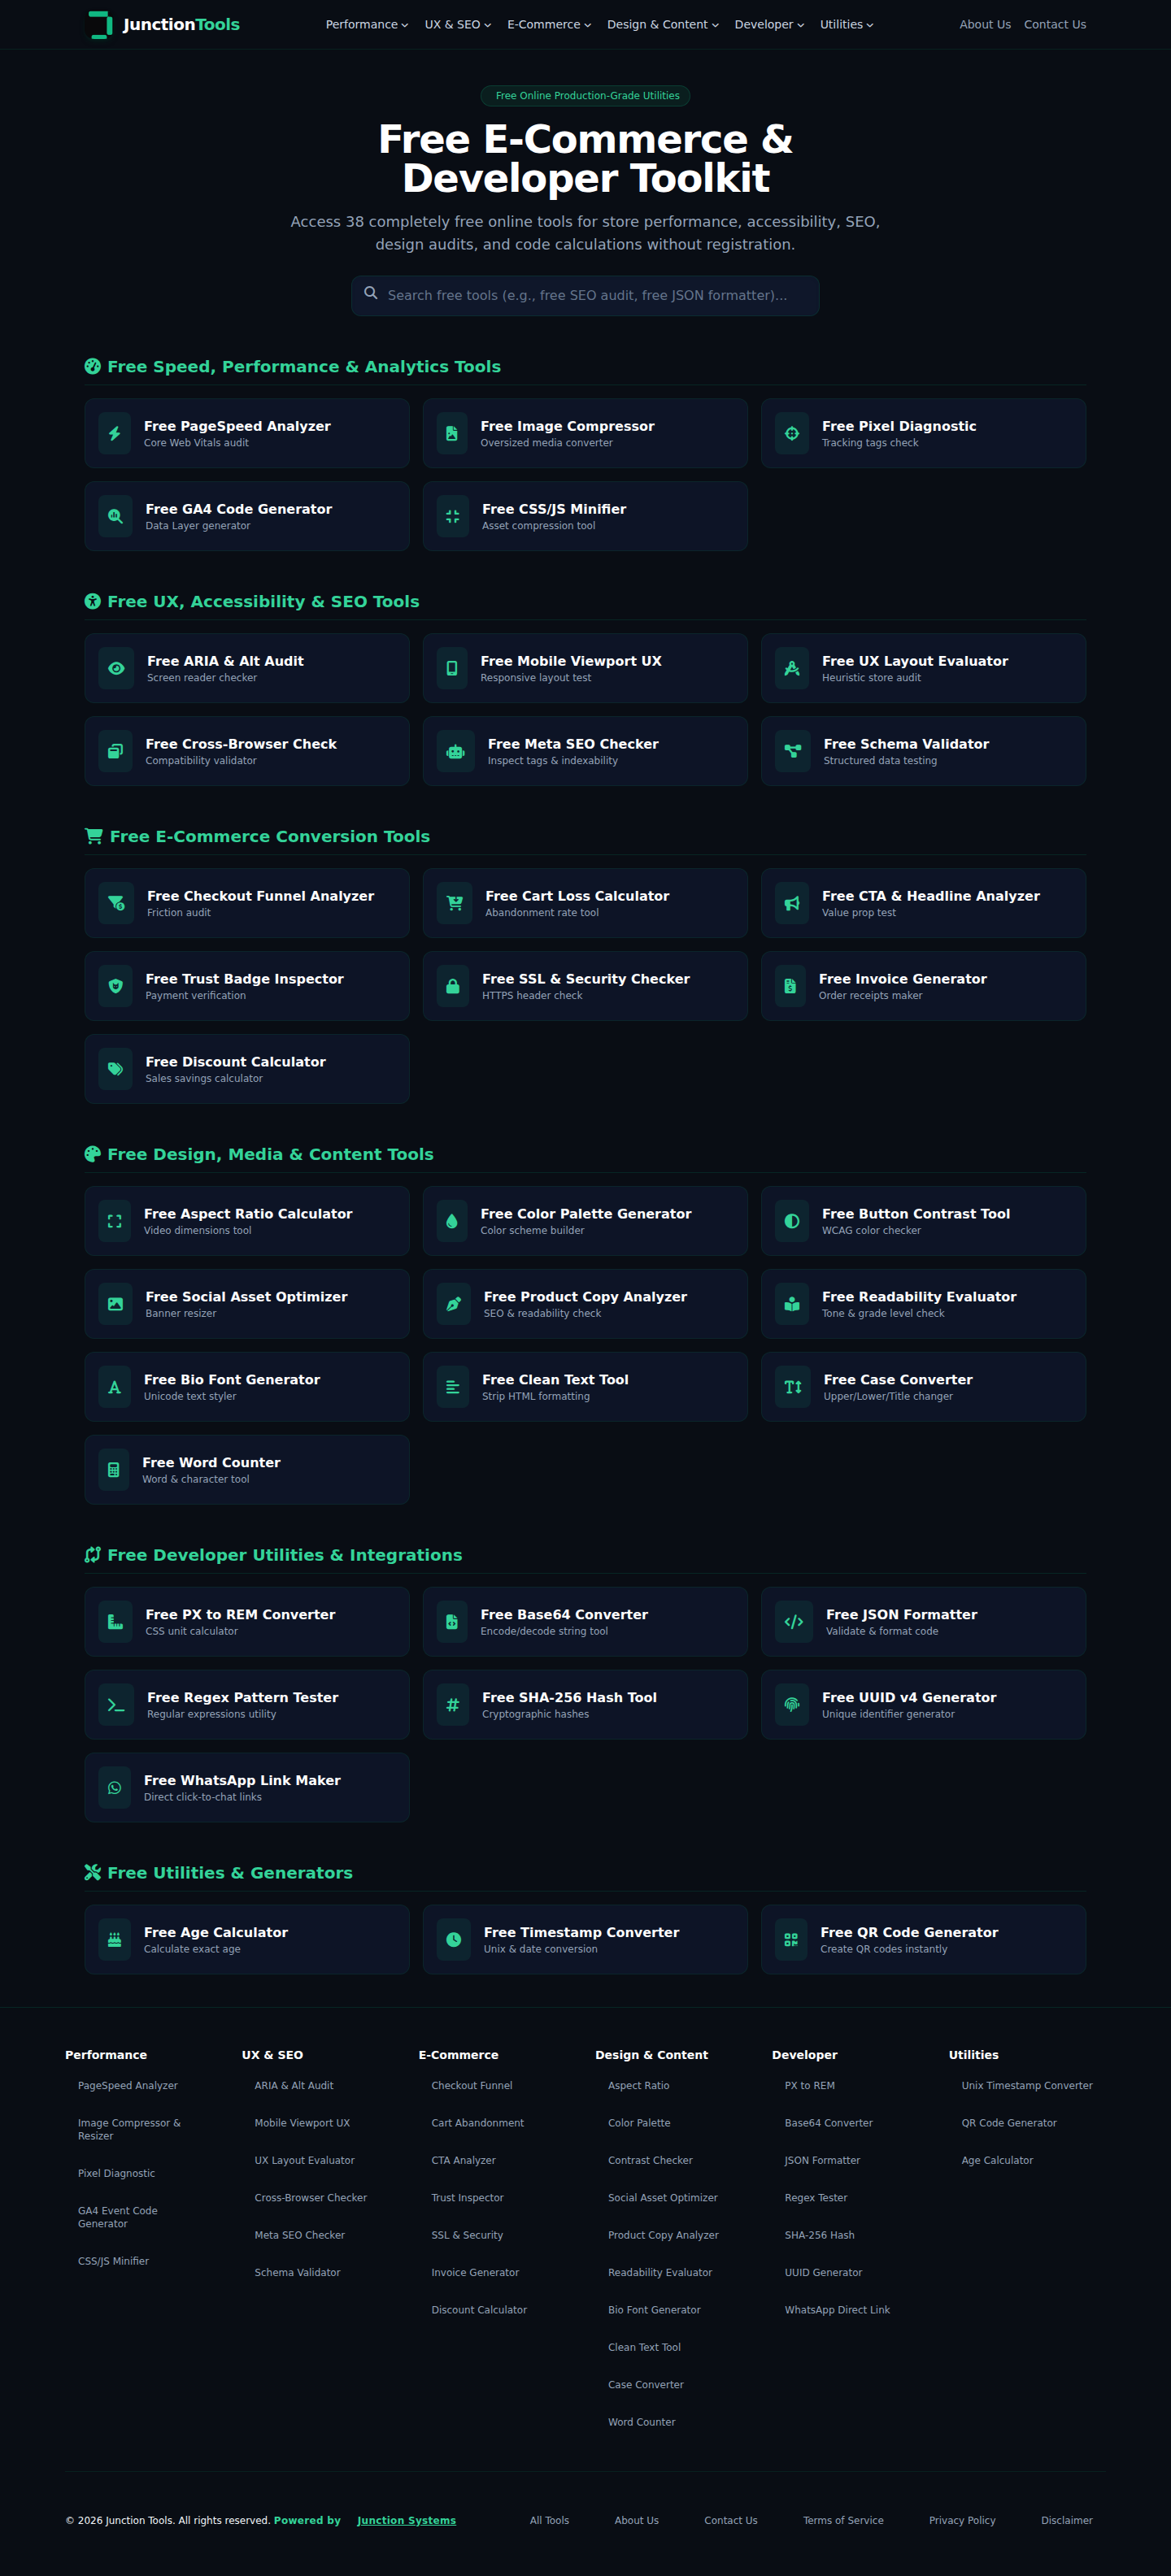 JunctionTools
Performance
UX & SEO
E-Commerce
Design & Content
Developer
Utilities
About Us
Contact Us
Free Online Production-Grade Utilities
Free E-Commerce &
Developer Toolkit
Access 38 completely free online tools for store performance, accessibility, SEO,
design audits, and code calculations without registration.
Search free tools (e.g., free SEO audit, free JSON formatter)...
Free Speed, Performance & Analytics Tools
Free PageSpeed Analyzer
Core Web Vitals audit
Free Image Compressor
Oversized media converter
Free Pixel Diagnostic
Tracking tags check
Free GA4 Code Generator
Data Layer generator
Free CSS/JS Minifier
Asset compression tool
Free UX, Accessibility & SEO Tools
Free ARIA & Alt Audit
Screen reader checker
Free Mobile Viewport UX
Responsive layout test
Free UX Layout Evaluator
Heuristic store audit
Free Cross-Browser Check
Compatibility validator
Free Meta SEO Checker
Inspect tags & indexability
Free Schema Validator
Structured data testing
Free E-Commerce Conversion Tools
Free Checkout Funnel Analyzer
Friction audit
Free Cart Loss Calculator
Abandonment rate tool
Free CTA & Headline Analyzer
Value prop test
Free Trust Badge Inspector
Payment verification
Free SSL & Security Checker
HTTPS header check
Free Invoice Generator
Order receipts maker
Free Discount Calculator
Sales savings calculator
Free Design, Media & Content Tools
Free Aspect Ratio Calculator
Video dimensions tool
Free Color Palette Generator
Color scheme builder
Free Button Contrast Tool
WCAG color checker
Free Social Asset Optimizer
Banner resizer
Free Product Copy Analyzer
SEO & readability check
Free Readability Evaluator
Tone & grade level check
Free Bio Font Generator
Unicode text styler
Free Clean Text Tool
Strip HTML formatting
Free Case Converter
Upper/Lower/Title changer
Free Word Counter
Word & character tool
Free Developer Utilities & Integrations
Free PX to REM Converter
CSS unit calculator
Free Base64 Converter
Encode/decode string tool
Free JSON Formatter
Validate & format code
Free Regex Pattern Tester
Regular expressions utility
Free SHA-256 Hash Tool
Cryptographic hashes
Free UUID v4 Generator
Unique identifier generator
Free WhatsApp Link Maker
Direct click-to-chat links
Free Utilities & Generators
Free Age Calculator
Calculate exact age
Free Timestamp Converter
Unix & date conversion
Free QR Code Generator
Create QR codes instantly
Performance
PageSpeed Analyzer
Image Compressor &
Resizer
Pixel Diagnostic
GA4 Event Code
Generator
CSS/JS Minifier
UX & SEO
ARIA & Alt Audit
Mobile Viewport UX
UX Layout Evaluator
Cross-Browser Checker
Meta SEO Checker
Schema Validator
E-Commerce
Checkout Funnel
Cart Abandonment
CTA Analyzer
Trust Inspector
SSL & Security
Invoice Generator
Discount Calculator
Design & Content
Aspect Ratio
Color Palette
Contrast Checker
Social Asset Optimizer
Product Copy Analyzer
Readability Evaluator
Bio Font Generator
Clean Text Tool
Case Converter
Word Counter
Developer
PX to REM
Base64 Converter
JSON Formatter
Regex Tester
SHA-256 Hash
UUID Generator
WhatsApp Direct Link
Utilities
Unix Timestamp Converter
QR Code Generator
Age Calculator
© 2026 Junction Tools. All rights reserved. Powered by Junction Systems
All Tools
About Us
Contact Us
Terms of Service
Privacy Policy
Disclaimer